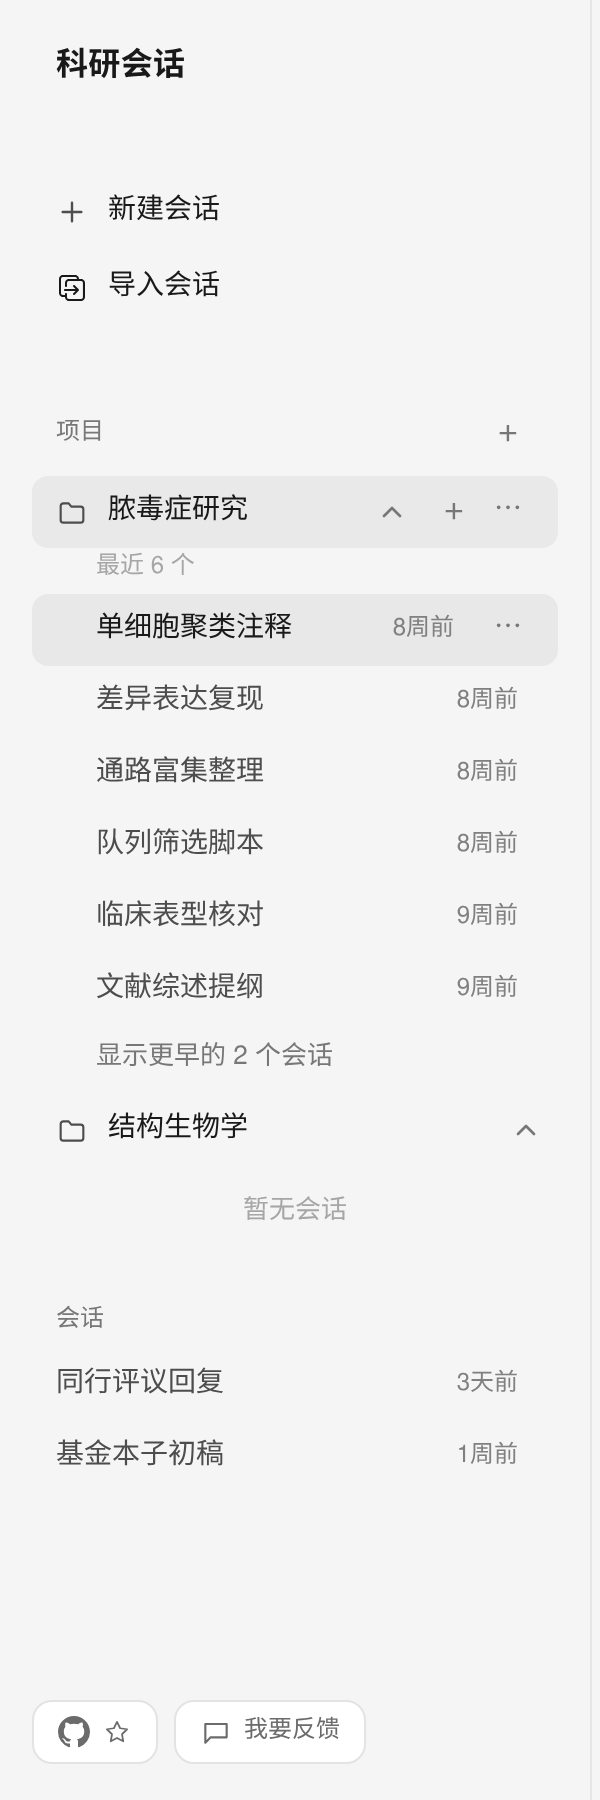 科研会话
新建会话
导入会话
项目
脓毒症研究
最近 6 个
单细胞聚类注释 8周前
差异表达复现 8周前
通路富集整理 8周前
队列筛选脚本 8周前
临床表型核对 9周前
文献综述提纲 9周前
显示更早的 2 个会话
结构生物学
暂无会话
会话
同行评议回复 3天前
基金本子初稿 1周前
我要反馈